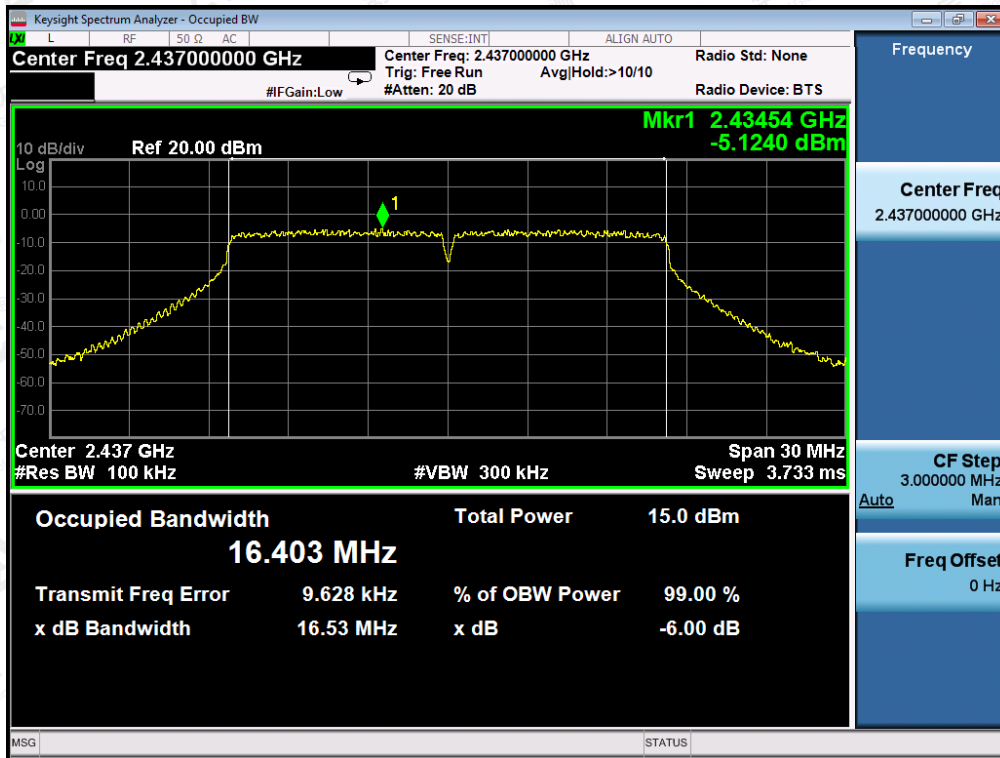 Keysight Spectrum Analyzer - Occupied BW
LXI L RF 50 Ω AC SENSE:INT ALIGN AUTO
Center Freq 2.437000000 GHz
#IFGain:Low
Center Freq: 2.437000000 GHz
Trig: Free Run Avg|Hold:>10/10
#Atten: 20 dB
Radio Std: None
Radio Device: BTS
Mkr1 2.43454 GHz
-5.1240 dBm
10 dB/div Ref 20.00 dBm
Log
10.0
0.00
-10.0
-20.0
-30.0
-40.0
-50.0
-60.0
-70.0
1
Center 2.437 GHz Span 30 MHz
#Res BW 100 kHz #VBW 300 kHz Sweep 3.733 ms
Occupied Bandwidth Total Power 15.0 dBm
16.403 MHz
Transmit Freq Error 9.628 kHz % of OBW Power 99.00 %
x dB Bandwidth 16.53 MHz x dB -6.00 dB
Frequency
Center Freq
2.437000000 GHz
CF Step
3.000000 MHz
Auto Man
Freq Offset
0 Hz
MSG STATUS